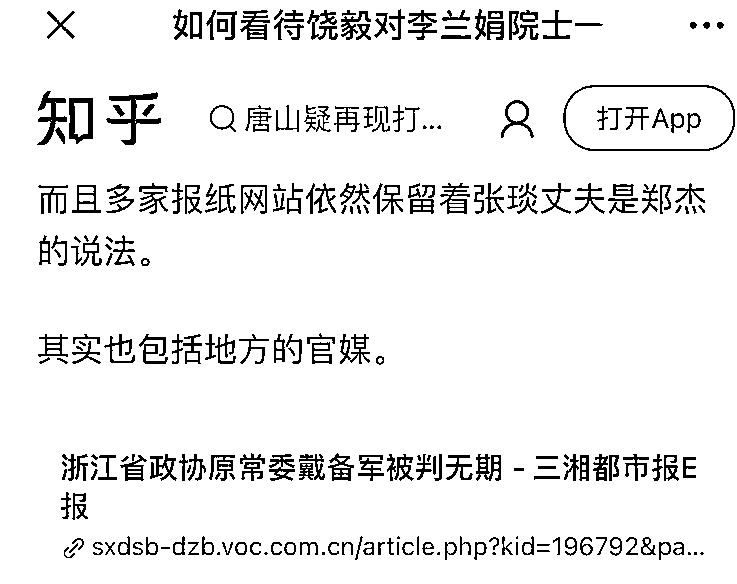 如何看待饶毅对李兰娟院士一
知乎
唐山疑再现打...
打开App
而且多家报纸网站依然保留着张琰丈夫是郑杰
的说法。
其实也包括地方的官媒。
浙江省政协原常委戴备军被判无期 - 三湘都市报E
报
sxdsb-dzb.voc.com.cn/article.php?kid=196792&pa...